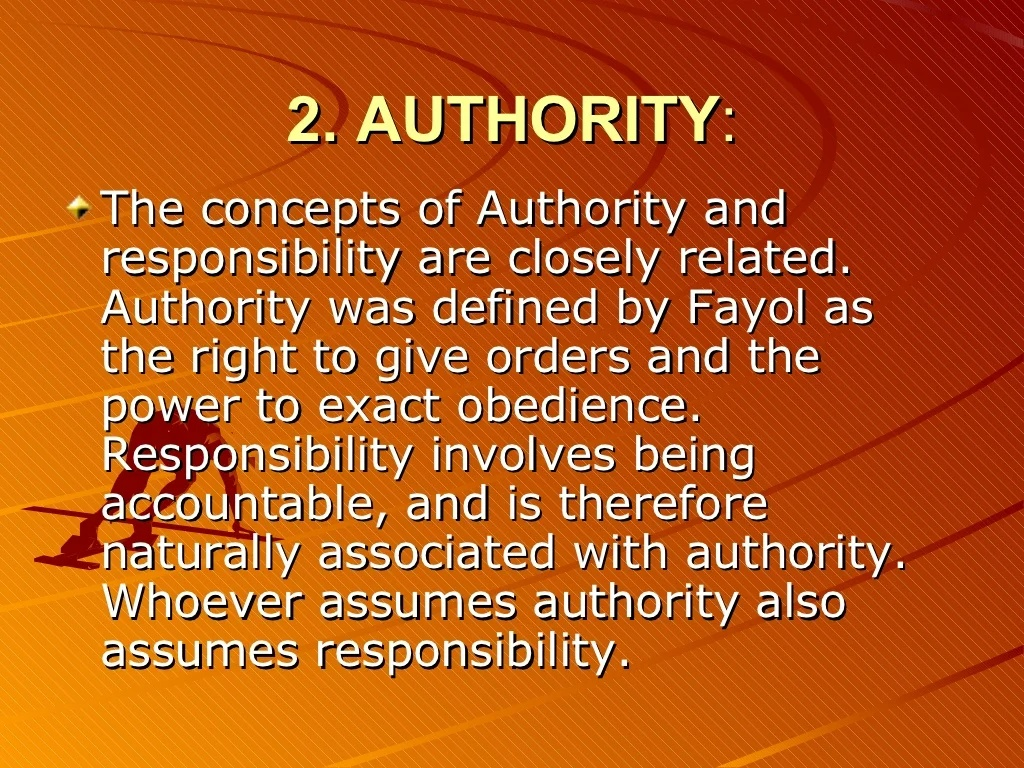 2. AUTHORITY:
The concepts of Authority and
responsibility are closely related.
Authority was defined by Fayol as
the right to give orders and the
power to exact obedience.
Responsibility involves being
accountable, and is therefore
naturally associated with authority.
Whoever assumes authority also
assumes responsibility.